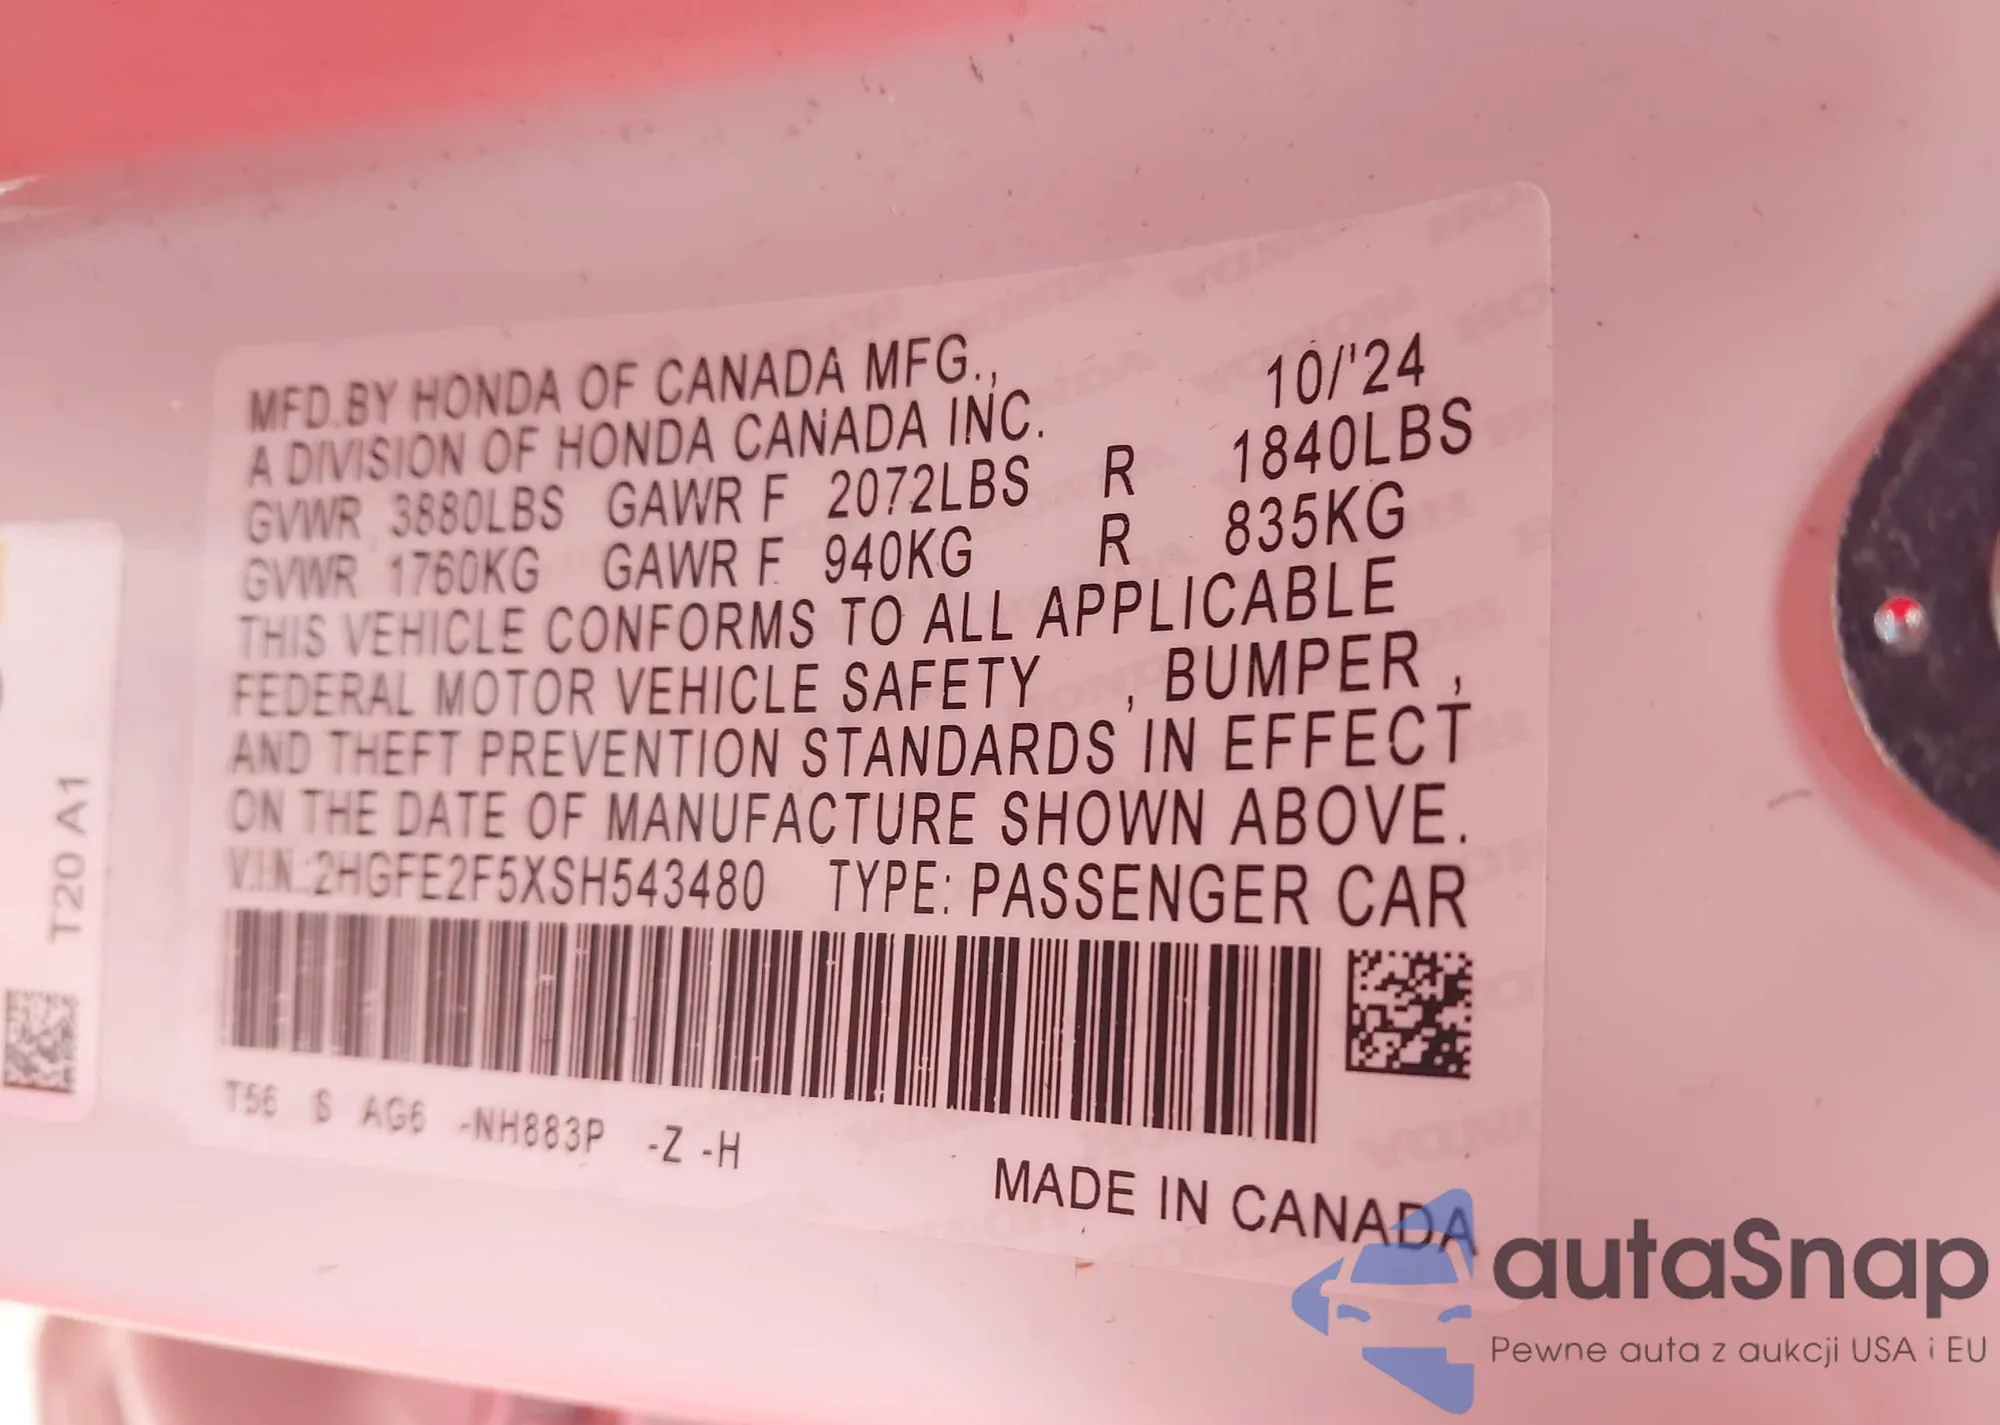 MFD.BY HONDA OF CANADA MFG., 10/'24
A DIVISION OF HONDA CANADA INC.
GVWR 3880LBS GAWR F 2072LBS R 1840LBS
GVWR 1760KG GAWR F 940KG R 835KG
THIS VEHICLE CONFORMS TO ALL APPLICABLE
FEDERAL MOTOR VEHICLE SAFETY , BUMPER ,
AND THEFT PREVENTION STANDARDS IN EFFECT
ON THE DATE OF MANUFACTURE SHOWN ABOVE.
V.I.N.:2HGFE2F5XSH543480 TYPE: PASSENGER CAR
T56 S AG6 -NH883P -Z -H
MADE IN CANADA
T20 A1
autaSnap
Pewne auta z aukcji USA i EU